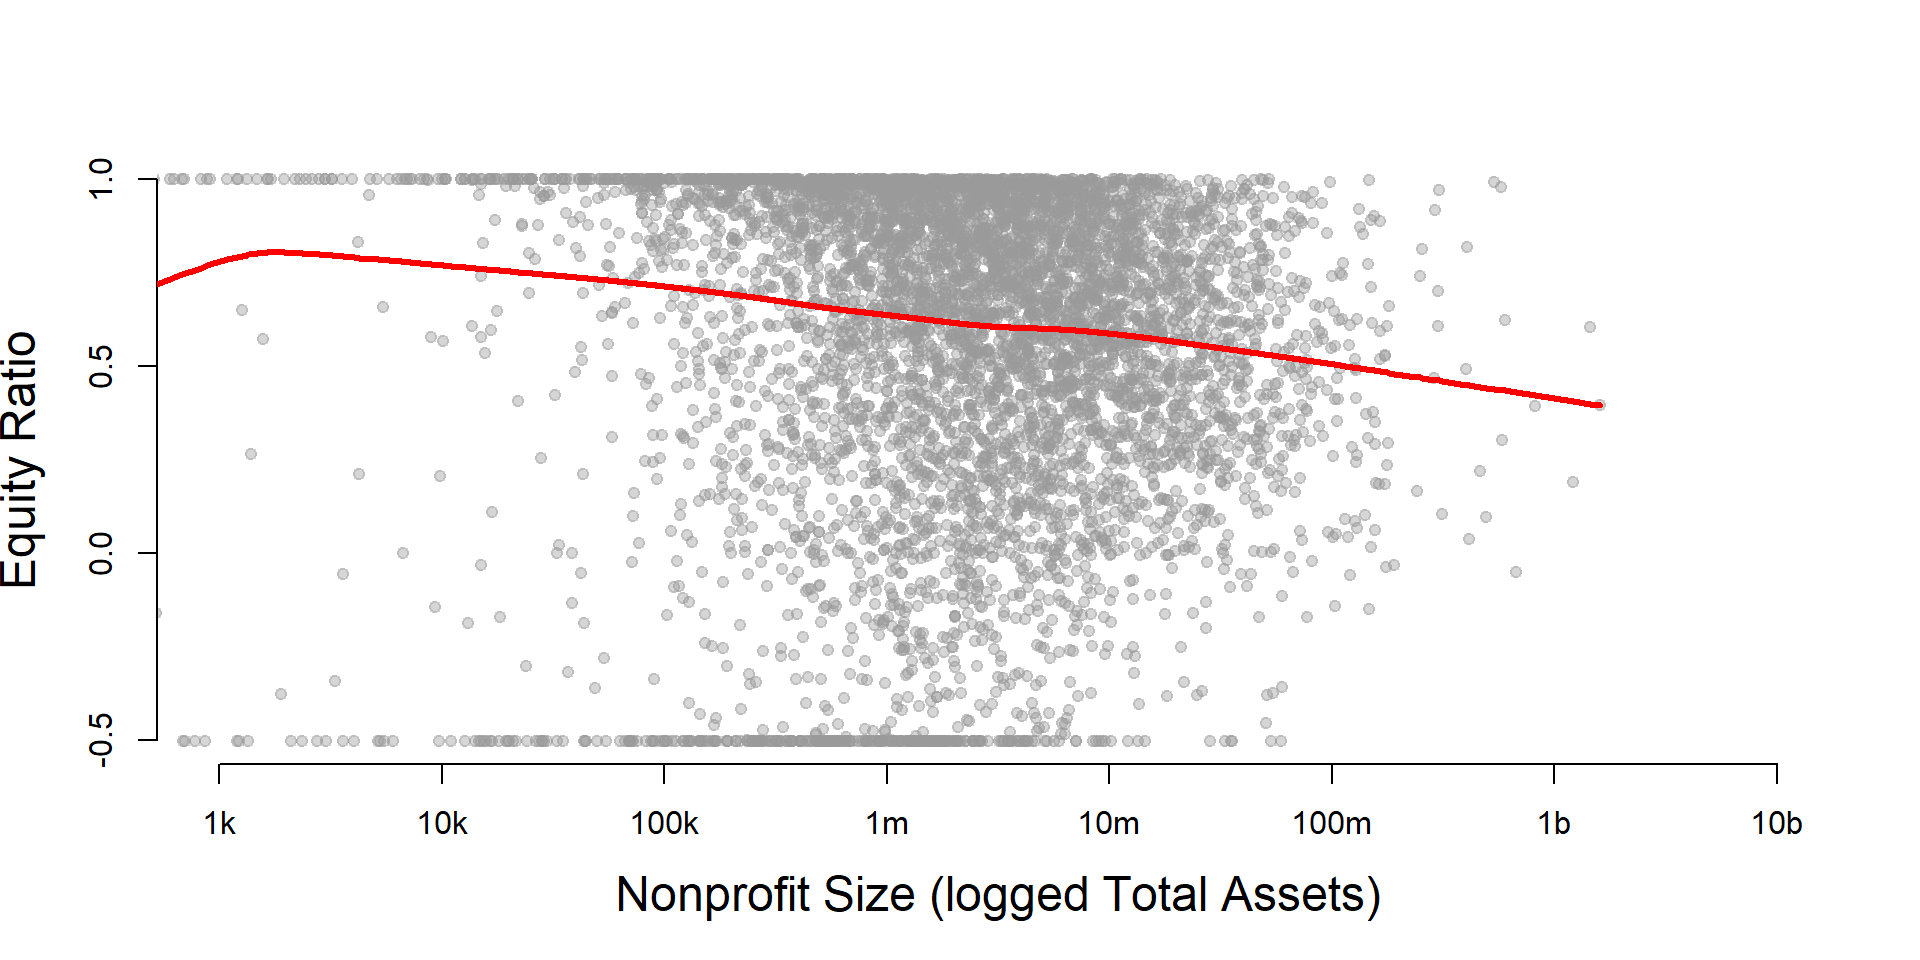 Equity Ratio
1.0
0.5
0.0
-0.5
1k 10k 100k 1m 10m 100m 1b 10b
Nonprofit Size (logged Total Assets)